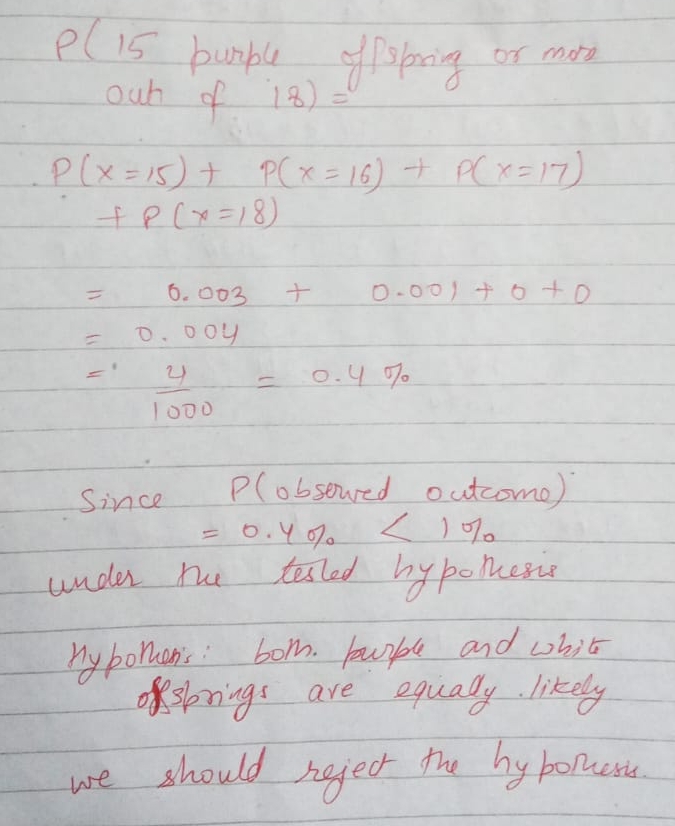 P( 15 purple offspring or more
out of 18) =
P(x=15) + P(x=16) + P(x=17)
+ P(x=18)
= 0.003 + 0.001 + 0 + 0
= 0.004
= 4/1000 = 0.4 %
Since P(observed outcome)
= 0.4% < 1%
under the tested hypothesis
Hypothesis: both purple and white
offsprings are equally likely
we should reject the hypothesis.